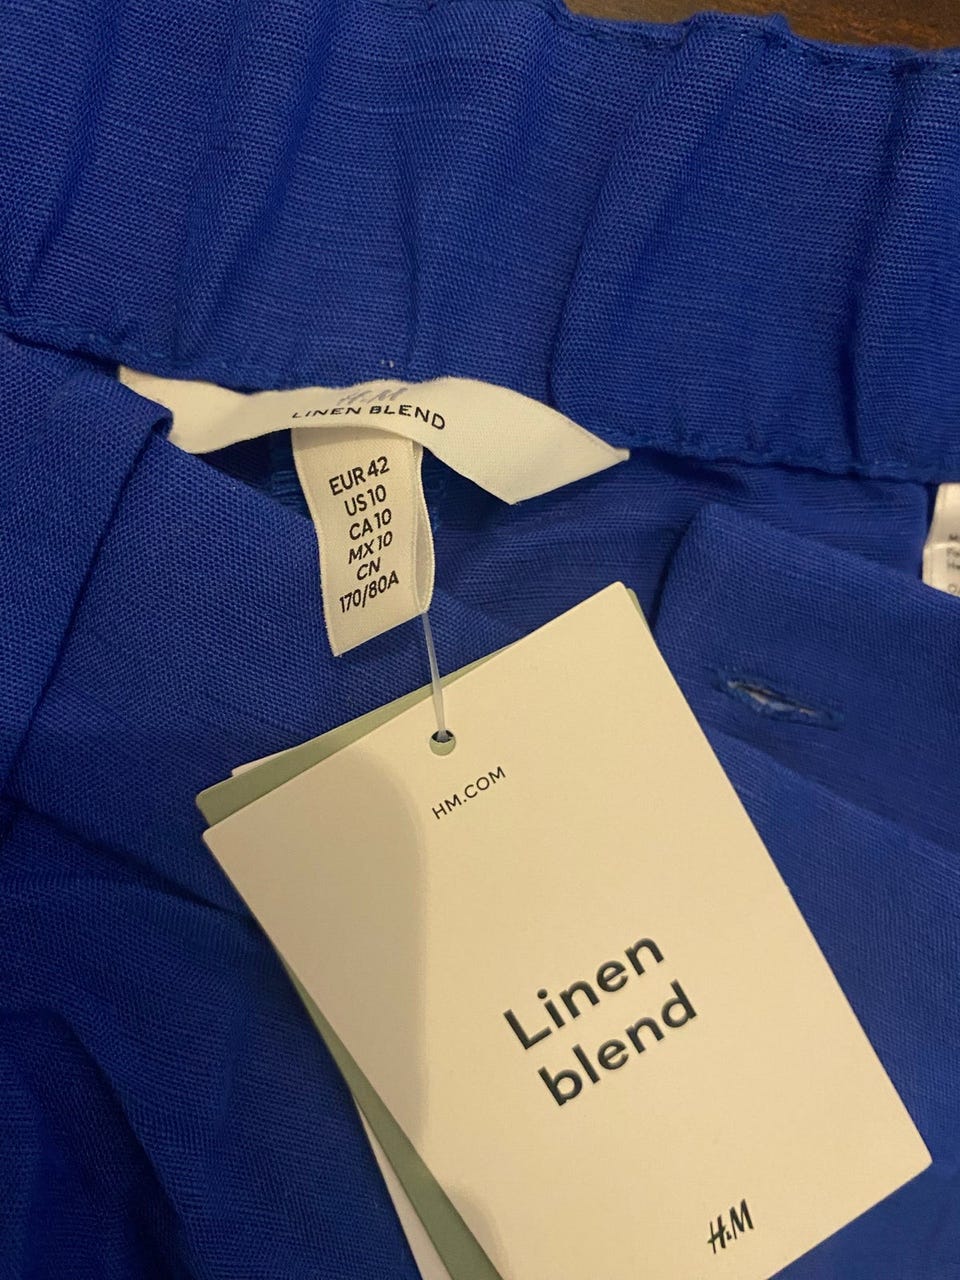 H&M
LINEN BLEND
EUR 42
US 10
CA 10
MX 10
CN
170/80A
HM.COM
Linen
blend
H&M